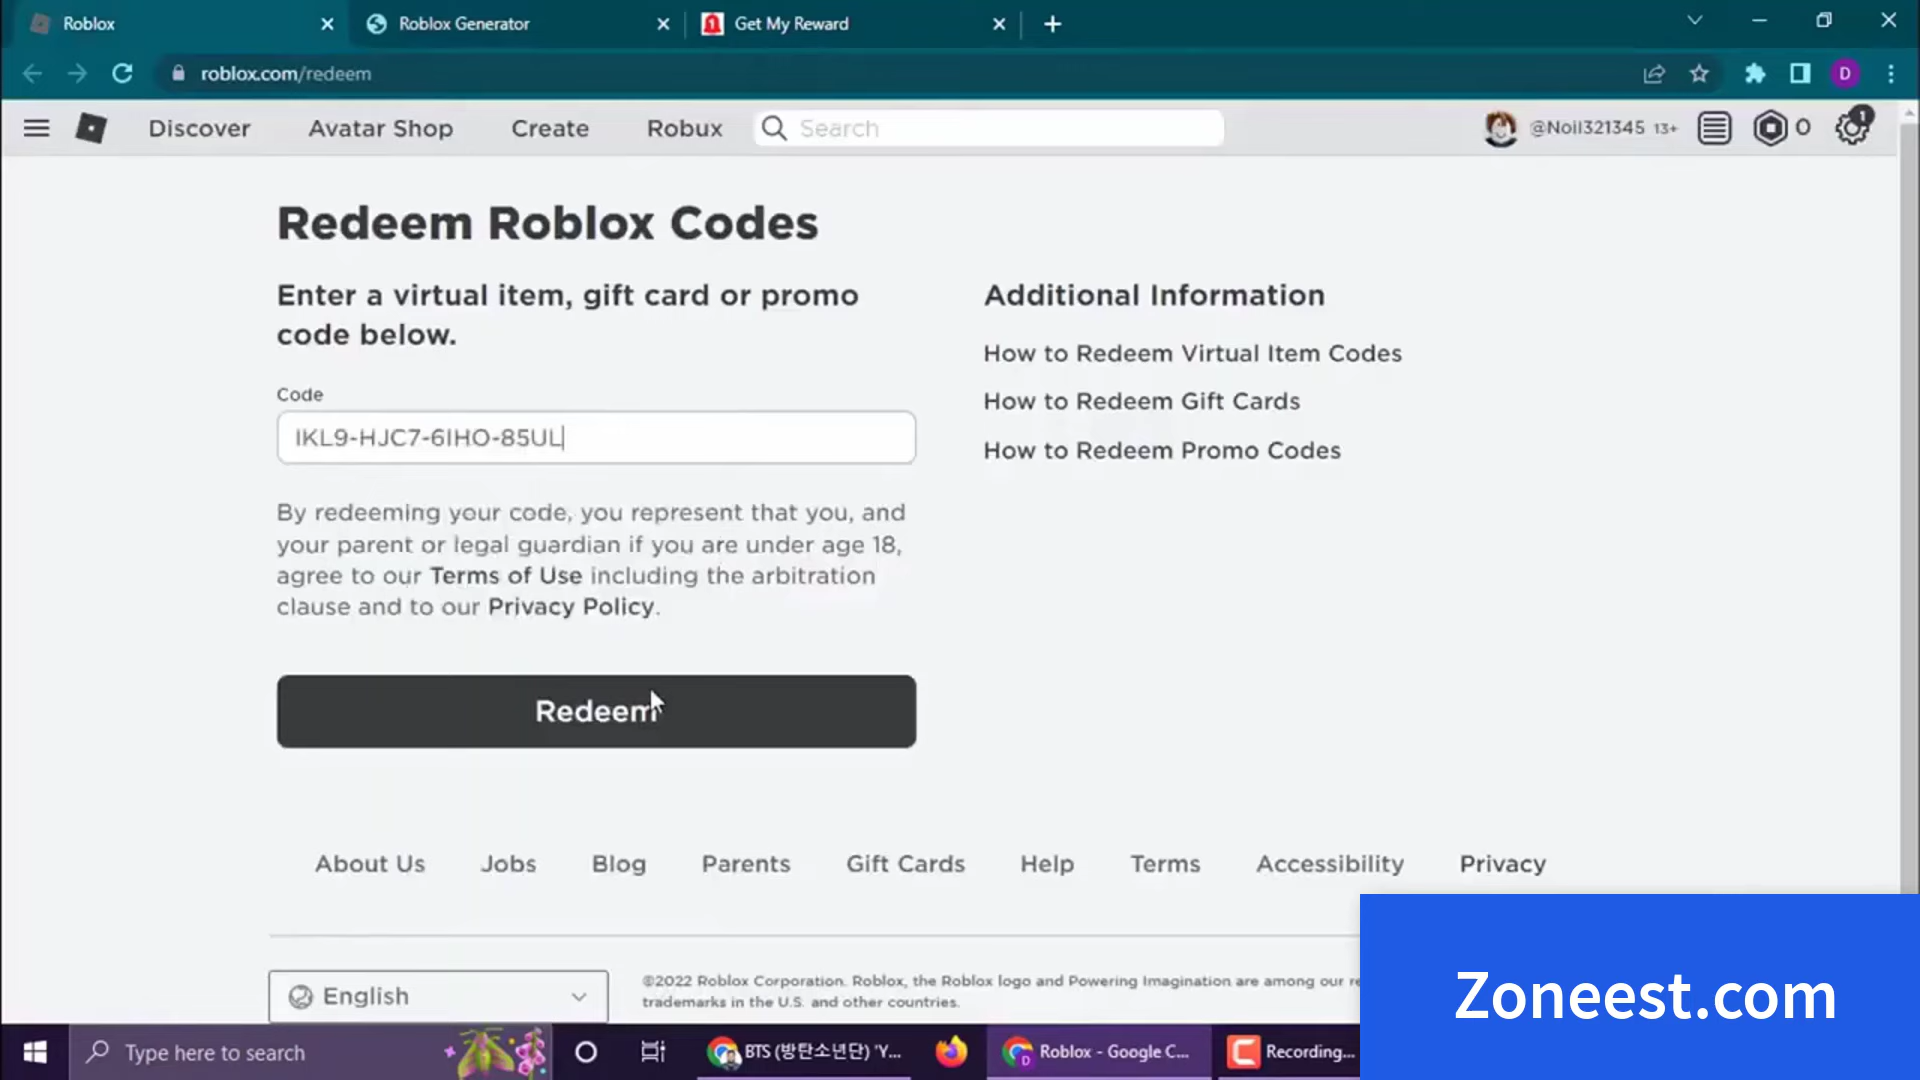 Roblox
Roblox Generator
Get My Reward
roblox.com/redeem
D
Discover
Avatar Shop
Create
Robux
Search
@Noii321345 13+
0
1
Redeem Roblox Codes
Enter a virtual item, gift card or promo
code below.
Code
IKL9-HJC7-6IHO-85UL
By redeeming your code, you represent that you, and
your parent or legal guardian if you are under age 18,
agree to our Terms of Use including the arbitration
clause and to our Privacy Policy.
Redeem
Additional Information
How to Redeem Virtual Item Codes
How to Redeem Gift Cards
How to Redeem Promo Codes
About Us
Jobs
Blog
Parents
Gift Cards
Help
Terms
Accessibility
Privacy
English
©2022 Roblox Corporation. Roblox, the Roblox logo and Powering Imagination are among our re
trademarks in the U.S. and other countries.
Zoneest.com
Type here to search
BTS (방탄소년단) 'Y...
Roblox - Google C...
Recording...